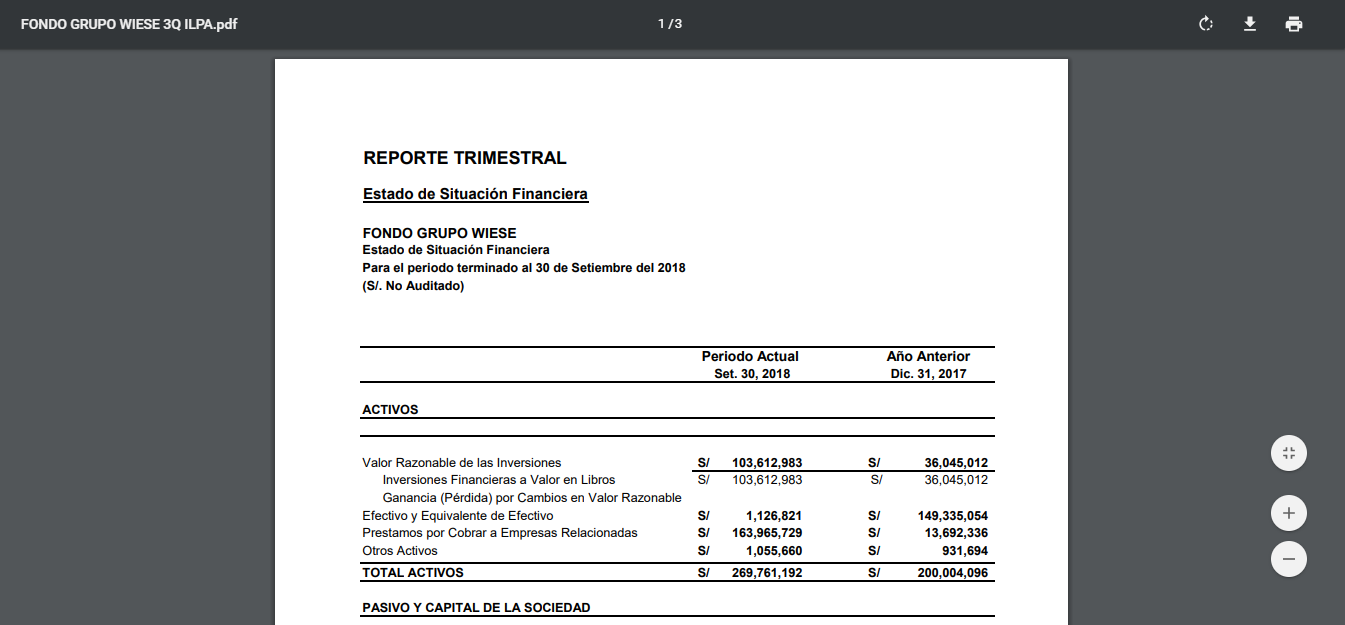 FONDO GRUPO WIESE 3Q ILPA.pdf 1 / 3
REPORTE TRIMESTRAL
Estado de Situación Financiera
FONDO GRUPO WIESE
Estado de Situación Financiera
Para el periodo terminado al 30 de Setiembre del 2018
(S/. No Auditado)
Periodo Actual Año Anterior
Set. 30, 2018 Dic. 31, 2017
ACTIVOS
Valor Razonable de las Inversiones S/ 103,612,983 S/ 36,045,012
Inversiones Financieras a Valor en Libros S/ 103,612,983 S/ 36,045,012
Ganancia (Pérdida) por Cambios en Valor Razonable
Efectivo y Equivalente de Efectivo S/ 1,126,821 S/ 149,335,054
Prestamos por Cobrar a Empresas Relacionadas S/ 163,965,729 S/ 13,692,336
Otros Activos S/ 1,055,660 S/ 931,694
TOTAL ACTIVOS S/ 269,761,192 S/ 200,004,096
PASIVO Y CAPITAL DE LA SOCIEDAD